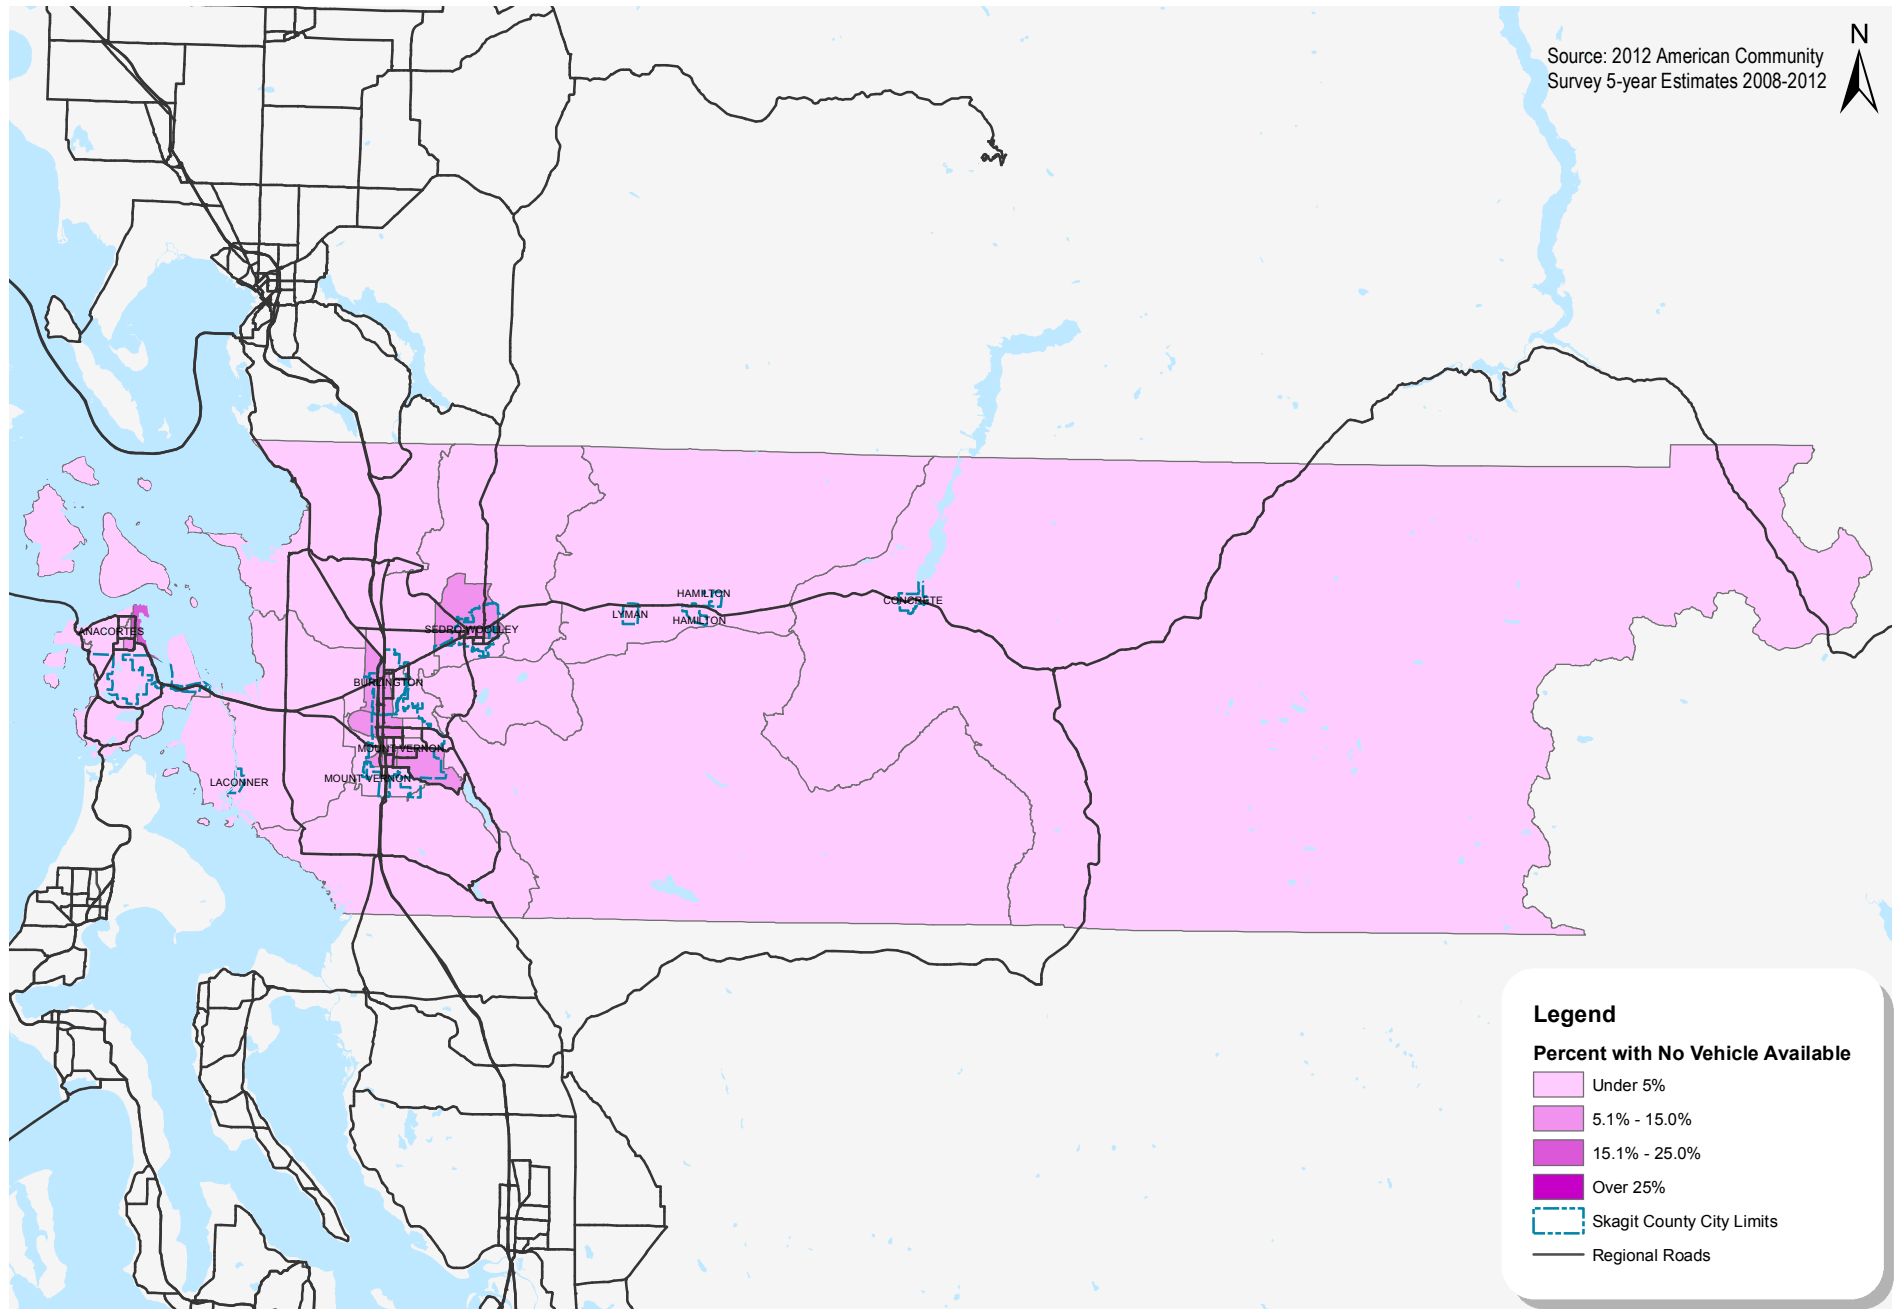 N
Source: 2012 American Community
Survey 5-year Estimates 2008-2012
HAMILTON
CONCRETE
LYMAN
HAMILTON
SEDRO-WOOLLEY
ANACORTES
BURLINGTON
MOUNT VERNON
MOUNT VERNON
LACONNER
Legend
Percent with No Vehicle Available
Under 5%
5.1% - 15.0%
15.1% - 25.0%
Over 25%
Skagit County City Limits
Regional Roads